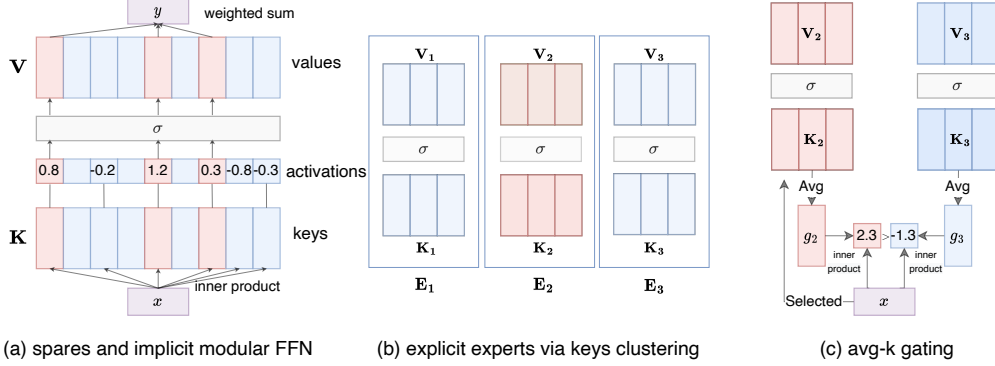 y weighted sum
V values
σ
0.8 -0.2 1.2 0.3 -0.8 -0.3 activations
K keys
inner product
x
(a) spares and implicit modular FFN
V₁ V₂ V₃
σ σ σ
K₁ K₂ K₃
E₁ E₂ E₃
(b) explicit experts via keys clustering
V₂ V₃
σ σ
K₂ K₃
Avg Avg
g₂ 2.3 > -1.3 g₃
inner product inner product
Selected x
(c) avg-k gating